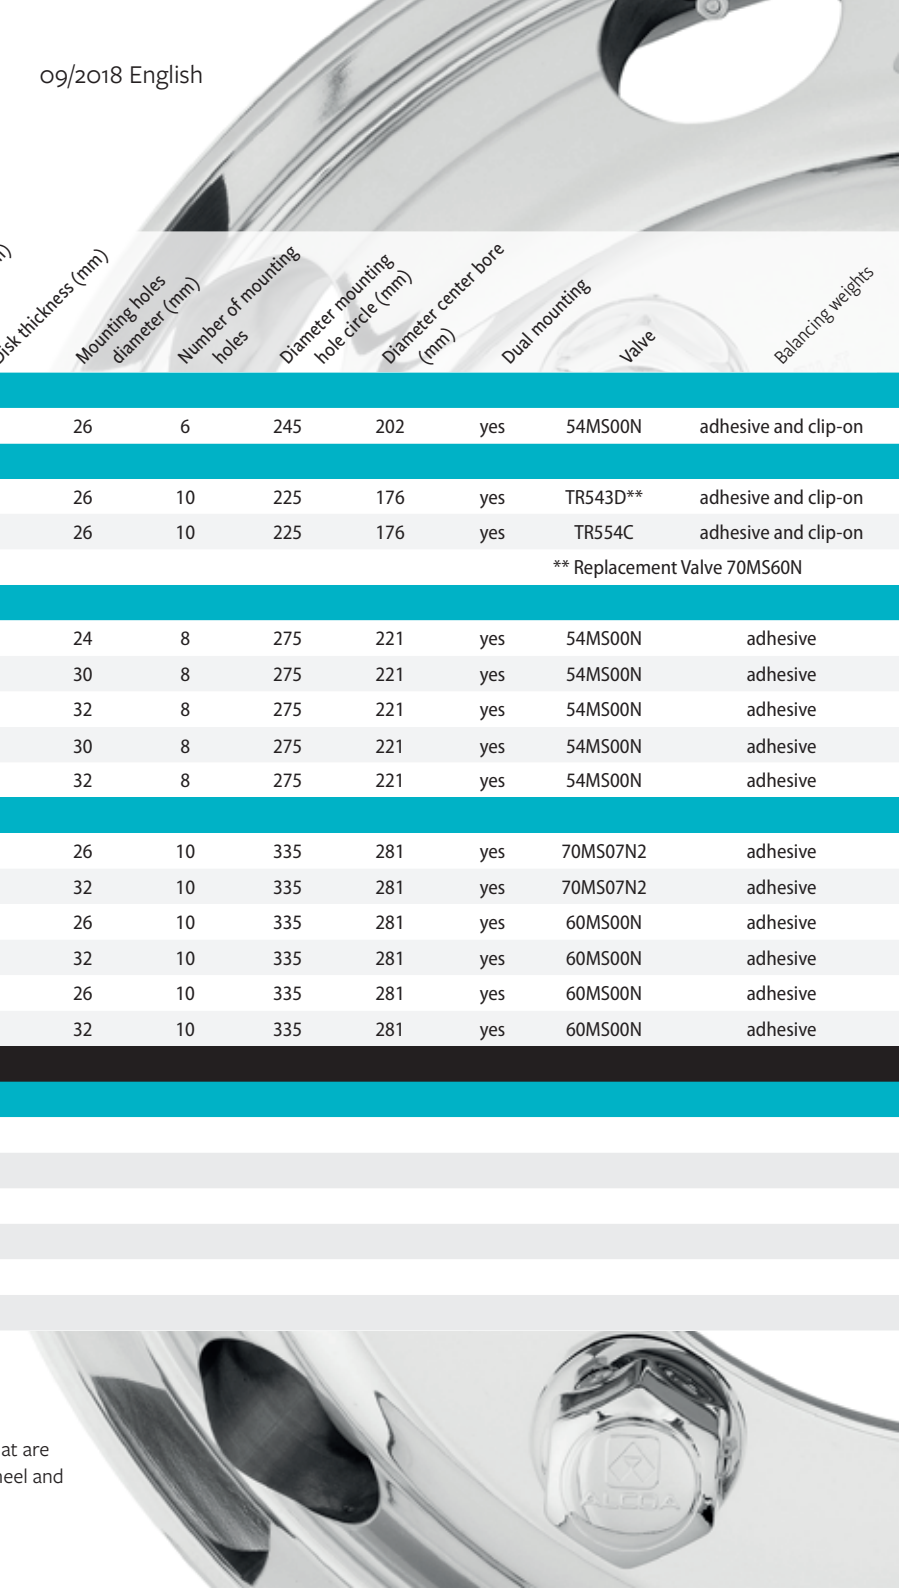 09/2018 English
Disk thickness (mm)
Mounting holes
diameter (mm)
Number of mounting
holes
Diameter mounting
hole circle (mm)
Diameter center bore
(mm)
Dual mounting
Valve
Balancing weights
26 6 245 202 yes 54MS00N adhesive and clip-on
26 10 225 176 yes TR543D** adhesive and clip-on
26 10 225 176 yes TR554C adhesive and clip-on
** Replacement Valve 70MS60N
24 8 275 221 yes 54MS00N adhesive
30 8 275 221 yes 54MS00N adhesive
32 8 275 221 yes 54MS00N adhesive
30 8 275 221 yes 54MS00N adhesive
32 8 275 221 yes 54MS00N adhesive
26 10 335 281 yes 70MS07N2 adhesive
32 10 335 281 yes 70MS07N2 adhesive
26 10 335 281 yes 60MS00N adhesive
32 10 335 281 yes 60MS00N adhesive
26 10 335 281 yes 60MS00N adhesive
32 10 335 281 yes 60MS00N adhesive
at are
heel and
ALCOA